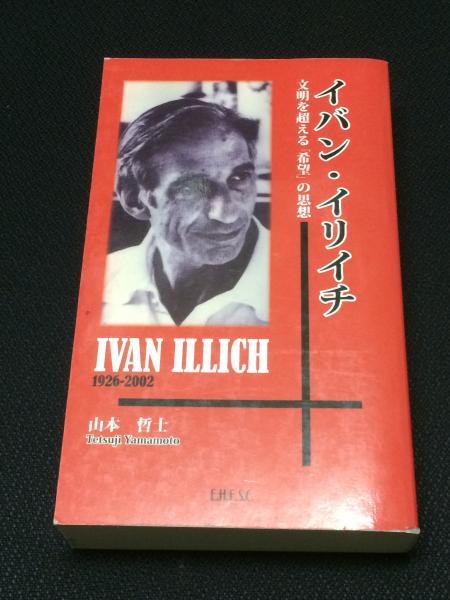 イバン・イリイチ
文明を超える「希望」の思想
IVAN ILLICH
1926-2002
山本 哲士
Tetsuji Yamamoto
E.H.E.S.C.